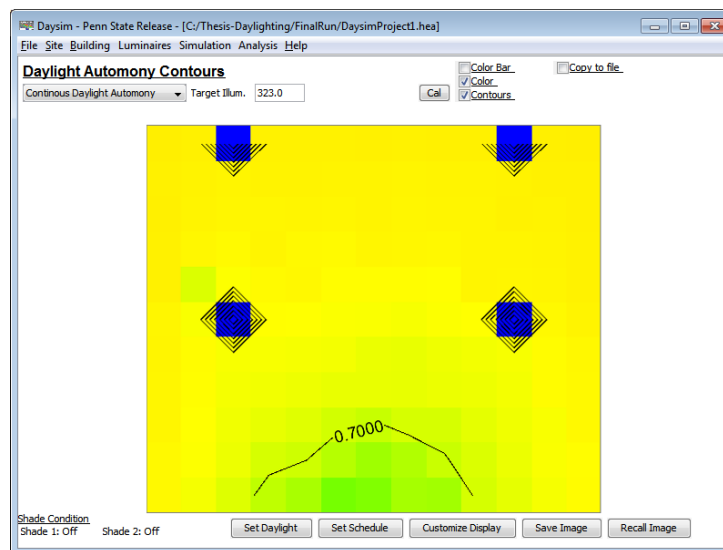 Daysim - Penn State Release - [C:/Thesis-Daylighting/FinalRun/DaysimProject1.hea]
File Site Building Luminaires Simulation Analysis Help
Daylight Automony Contours
Color Bar
Copy to file
Continous Daylight Automony
Target Illum.
323.0
Cal
Color
Contours
0.7000
Shade Condition
Shade 1: Off
Shade 2: Off
Set Daylight
Set Schedule
Customize Display
Save Image
Recall Image